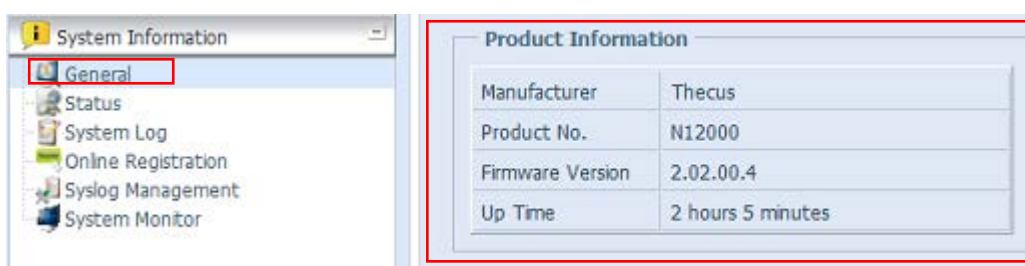 System Information
General
Status
System Log
Online Registration
Syslog Management
System Monitor
Product Information
Manufacturer Thecus
Product No. N12000
Firmware Version 2.02.00.4
Up Time 2 hours 5 minutes